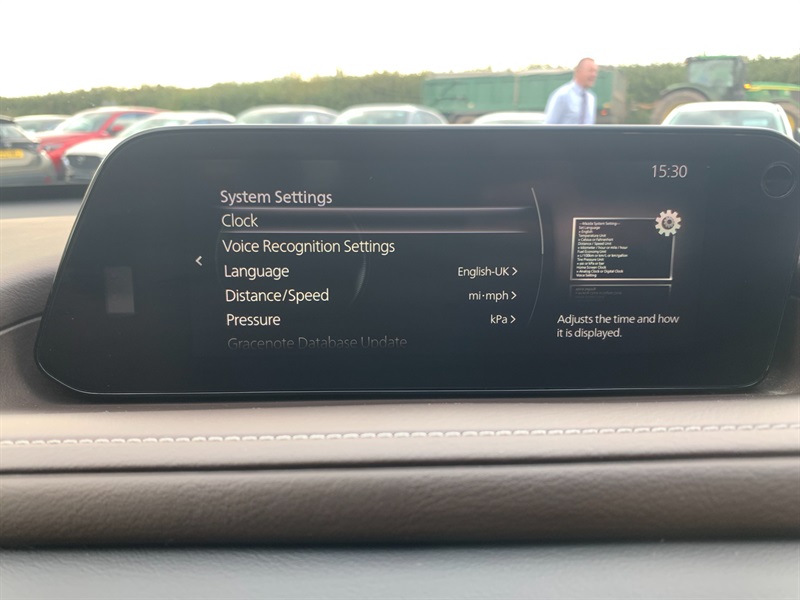 15:30
System Settings
Clock
Voice Recognition Settings
Language English-UK >
Distance/Speed mi·mph >
Pressure kPa >
Gracenote Database Update
Adjusts the time and how
it is displayed.